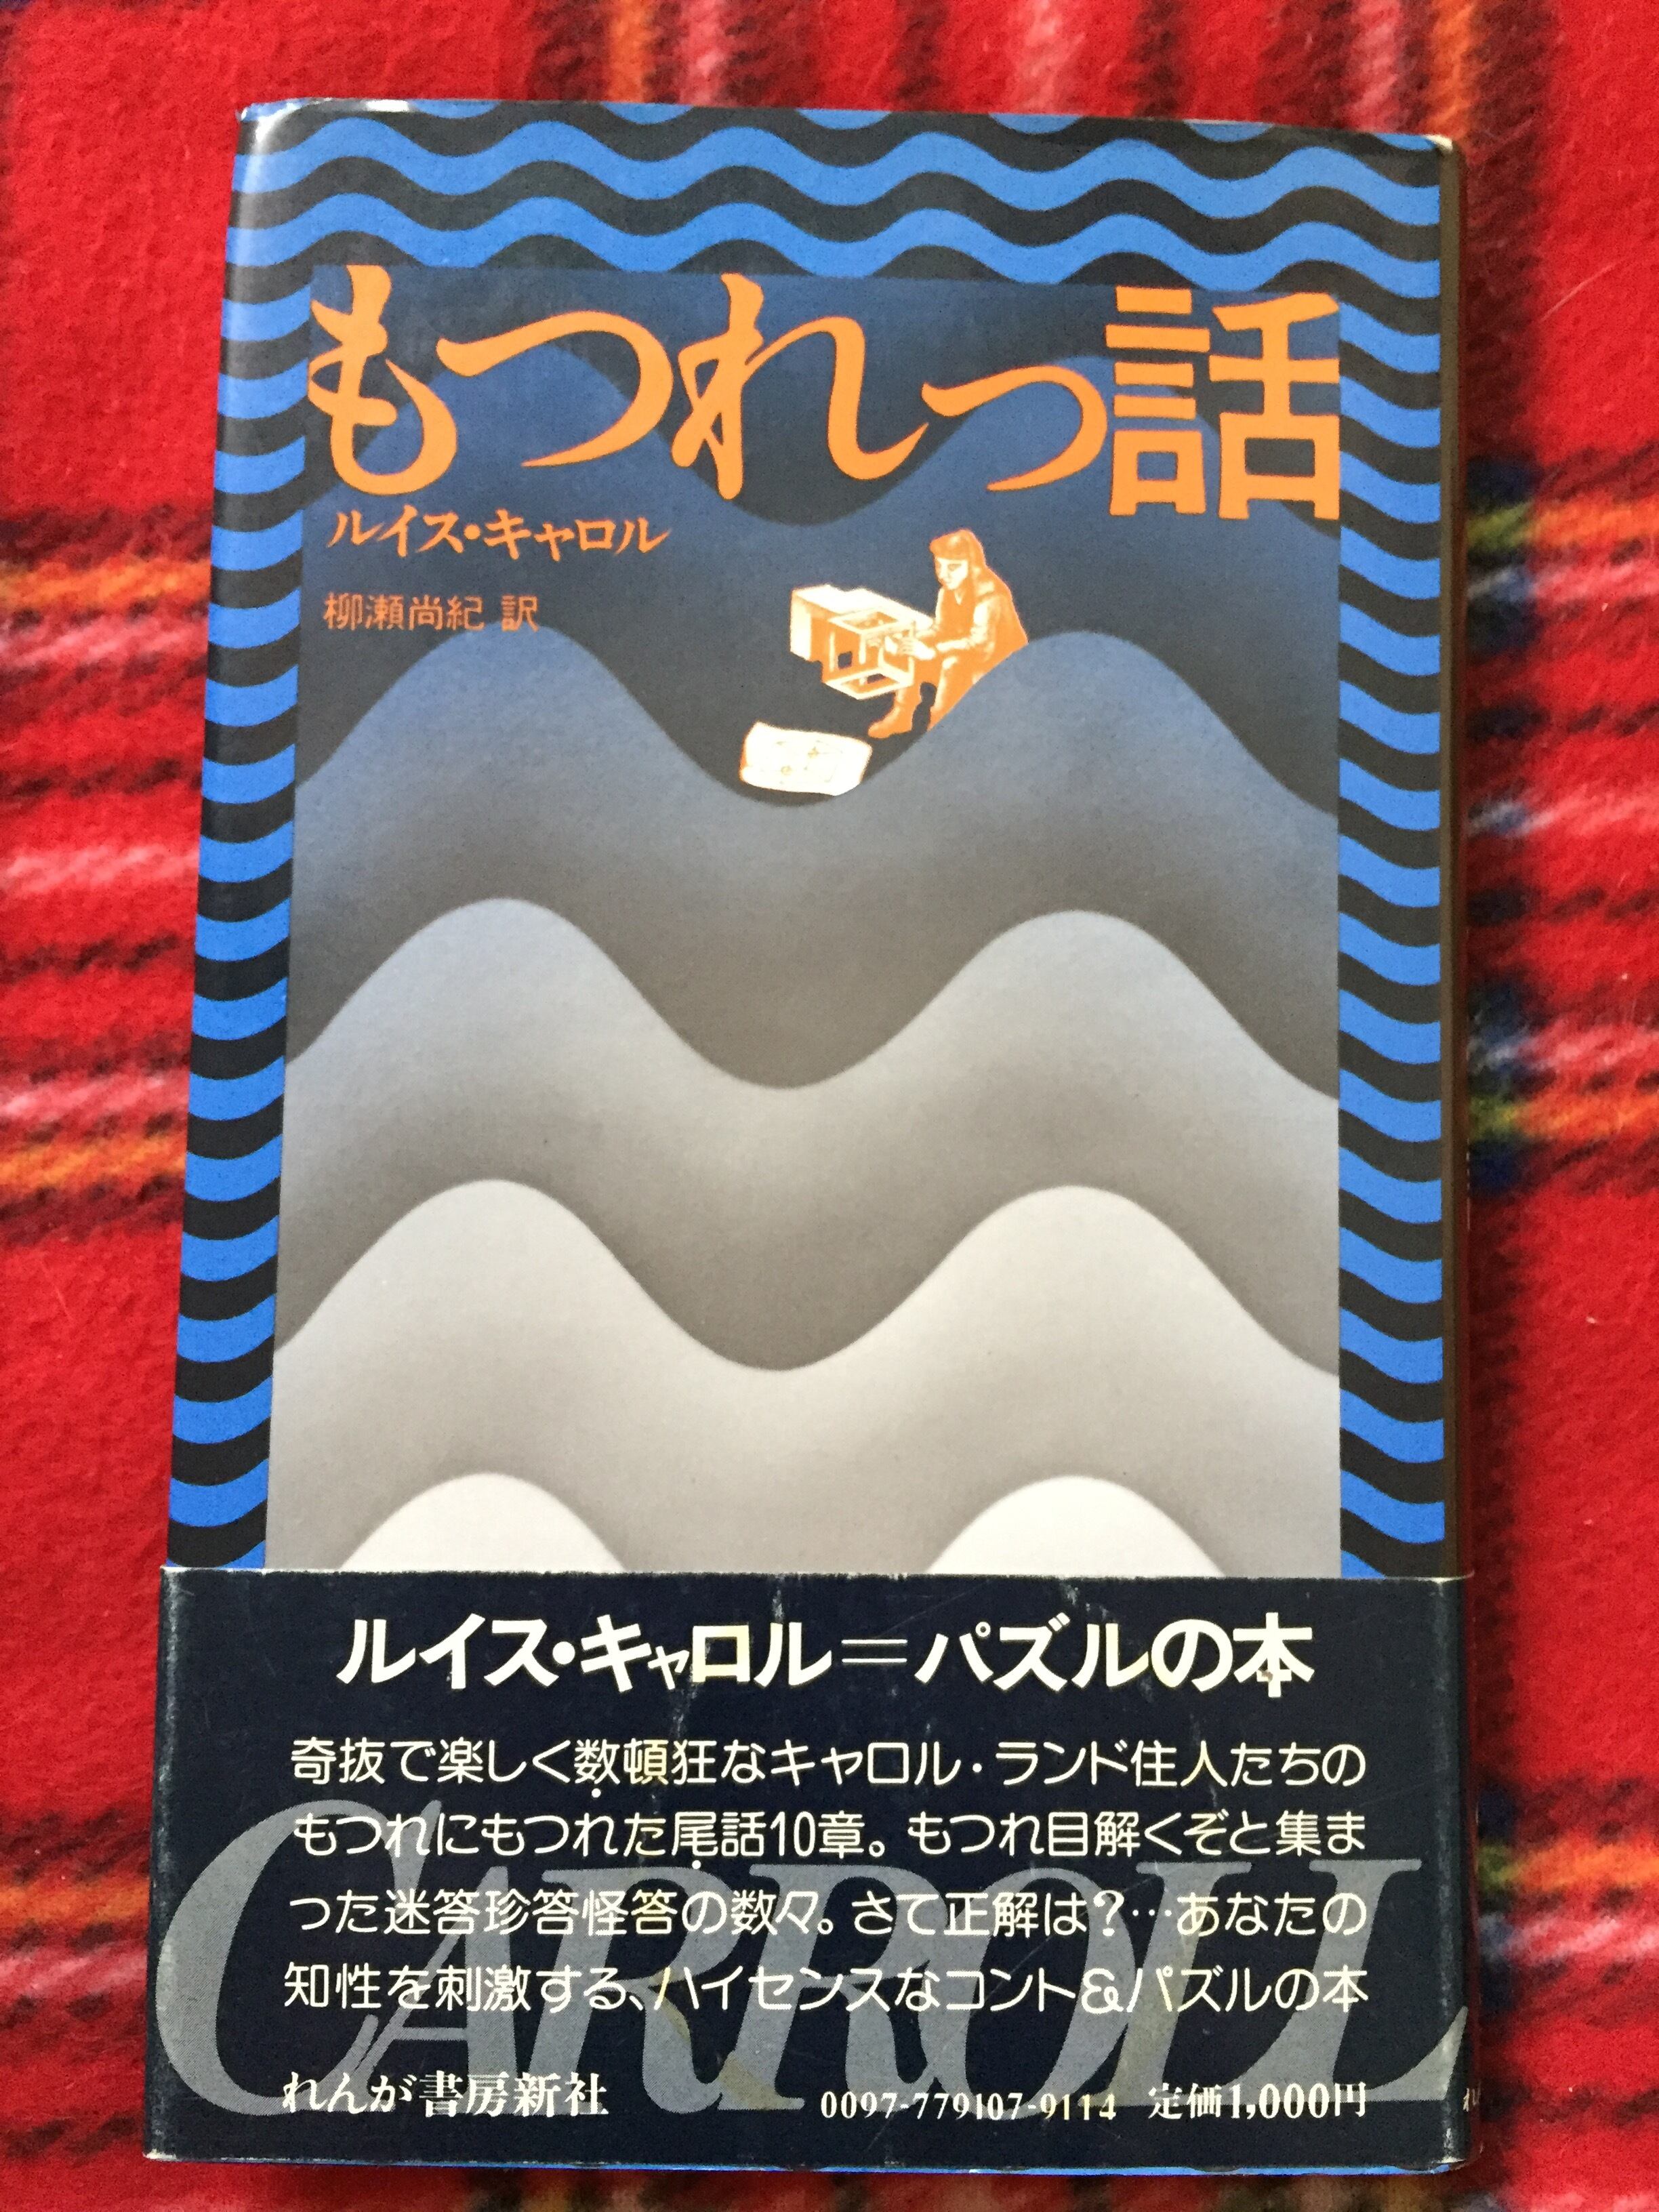 もつれっ話
ルイス・キャロル
柳瀬尚紀 訳
ルイス・キャロル＝パズルの本
奇抜で楽しく数頓狂なキャロル・ランド住人たちの
もつれにもつれた尾話10章。もつれ目解くぞと集ま
った迷答珍答怪答の数々。さて正解は？…あなたの
知性を刺激する、ハイセンスなコント&パズルの本
CARROLL
れんが書房新社
0097-779107-9114 定価1,000円